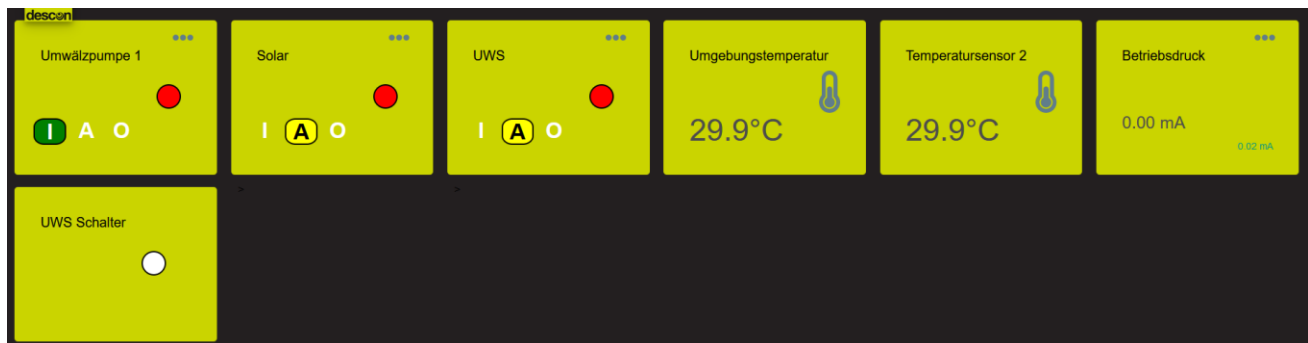 descon
Umwälzpumpe 1
I A O
Solar
I A O
UWS
I A O
Umgebungstemperatur
29.9°C
Temperatursensor 2
29.9°C
Betriebsdruck
0.00 mA
0.02 mA
UWS Schalter
>
>